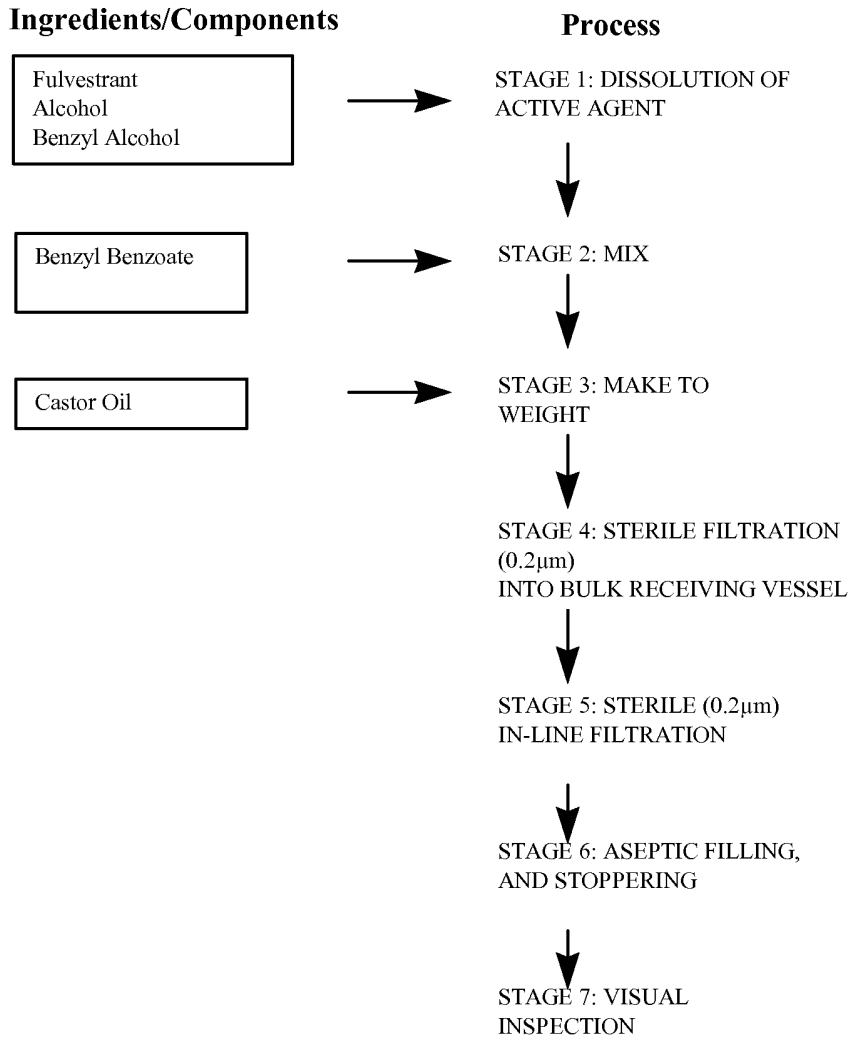 Ingredients/Components
Process
Fulvestrant
Alcohol
Benzyl Alcohol
STAGE 1: DISSOLUTION OF
ACTIVE AGENT
Benzyl Benzoate
STAGE 2: MIX
Castor Oil
STAGE 3: MAKE TO
WEIGHT
STAGE 4: STERILE FILTRATION
(0.2µm)
INTO BULK RECEIVING VESSEL
STAGE 5: STERILE (0.2µm)
IN-LINE FILTRATION
STAGE 6: ASEPTIC FILLING,
AND STOPPERING
STAGE 7: VISUAL
INSPECTION